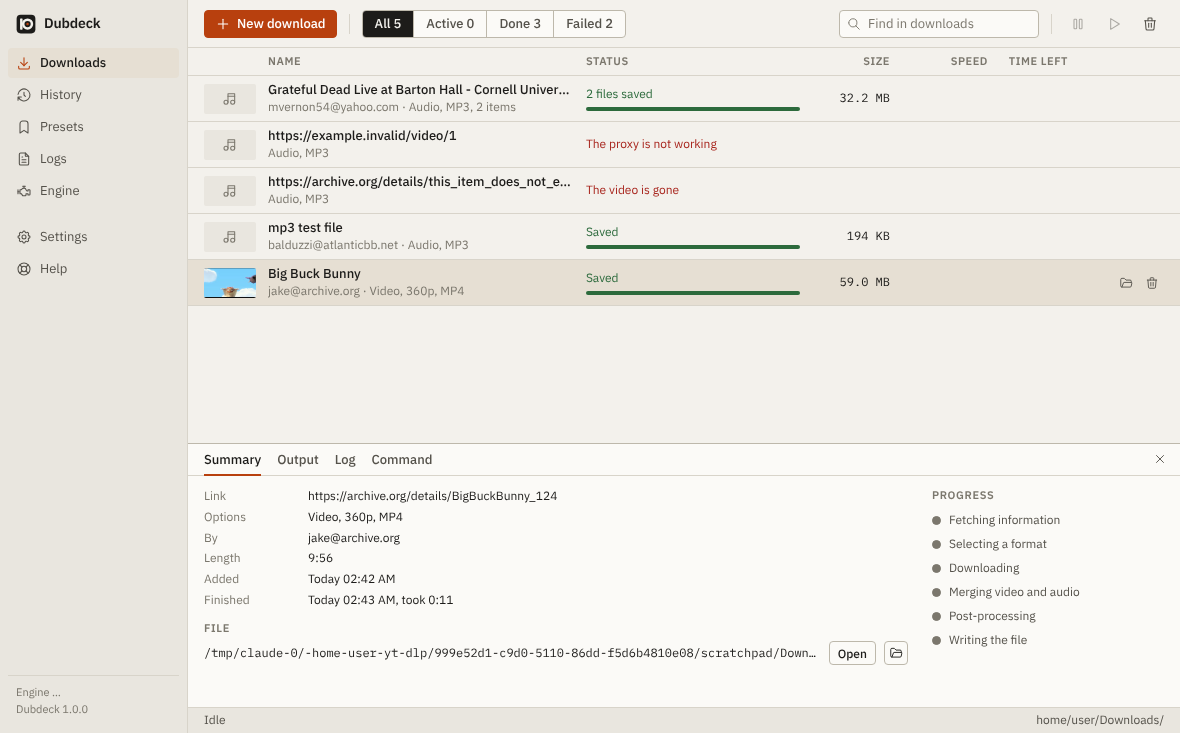 Dubdeck
Downloads
History
Presets
Logs
Engine
Settings
Help
Engine ...
Dubdeck 1.0.0
New download
All 5
Active 0
Done 3
Failed 2
Find in downloads
NAME
STATUS
SIZE
SPEED
TIME LEFT
Grateful Dead Live at Barton Hall - Cornell Univer...
mvernon54@yahoo.com · Audio, MP3, 2 items
2 files saved
32.2 MB
https://example.invalid/video/1
Audio, MP3
The proxy is not working
https://archive.org/details/this_item_does_not_e...
Audio, MP3
The video is gone
mp3 test file
balduzzi@atlanticbb.net · Audio, MP3
Saved
194 KB
Big Buck Bunny
jake@archive.org · Video, 360p, MP4
Saved
59.0 MB
Summary
Output
Log
Command
Link https://archive.org/details/BigBuckBunny_124
Options Video, 360p, MP4
By jake@archive.org
Length 9:56
Added Today 02:42 AM
Finished Today 02:43 AM, took 0:11
FILE
/tmp/claude-0/-home-user-yt-dlp/999e52d1-c9d0-5110-86dd-f5d6b4810e08/scratchpad/Down...
Open
PROGRESS
Fetching information
Selecting a format
Downloading
Merging video and audio
Post-processing
Writing the file
Idle
home/user/Downloads/